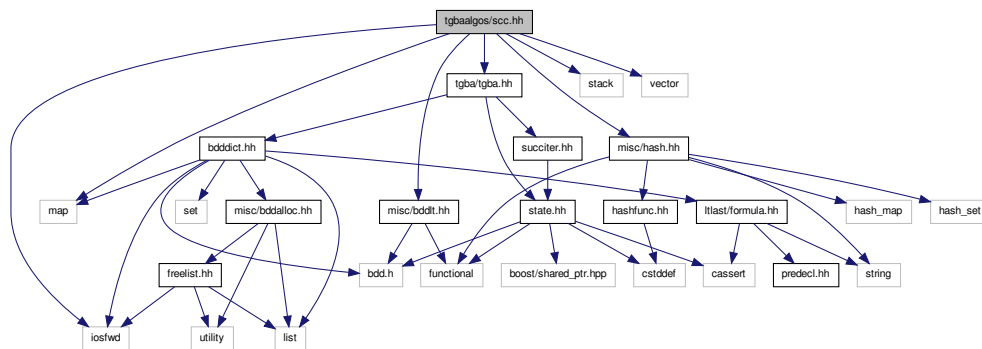 tgbaalgos/scc.hh
tgba/tgba.hh
stack
vector
bdddict.hh
succiter.hh
misc/hash.hh
map
set
misc/bddalloc.hh
misc/bddlt.hh
state.hh
hashfunc.hh
ltlast/formula.hh
hash_map
hash_set
freelist.hh
bdd.h
functional
boost/shared_ptr.hpp
cstddef
cassert
predecl.hh
string
iosfwd
utility
list